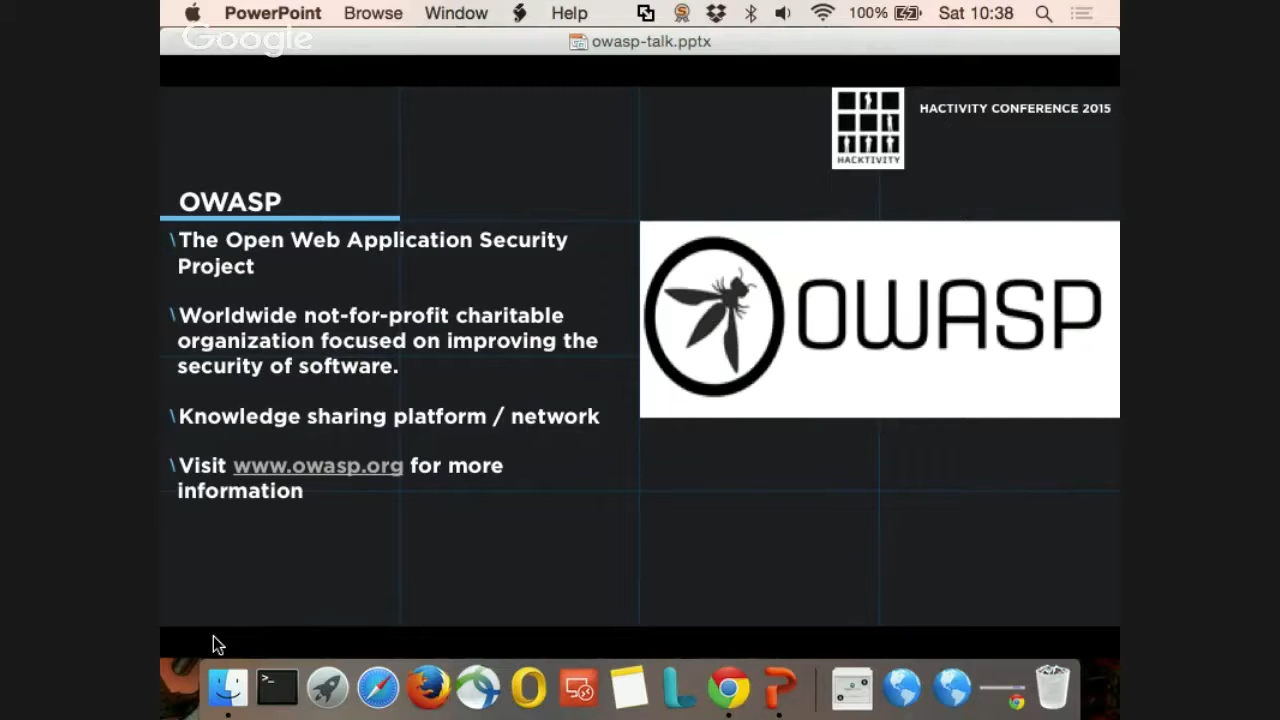 PowerPoint Browse Window Help 100% Sat 10:38
Google
owasp-talk.pptx
HACTIVITY CONFERENCE 2015
HACKTIVITY
OWASP
\The Open Web Application Security
Project
\Worldwide not-for-profit charitable
organization focused on improving the
security of software.
\Knowledge sharing platform / network
\Visit www.owasp.org for more
information
OWASP